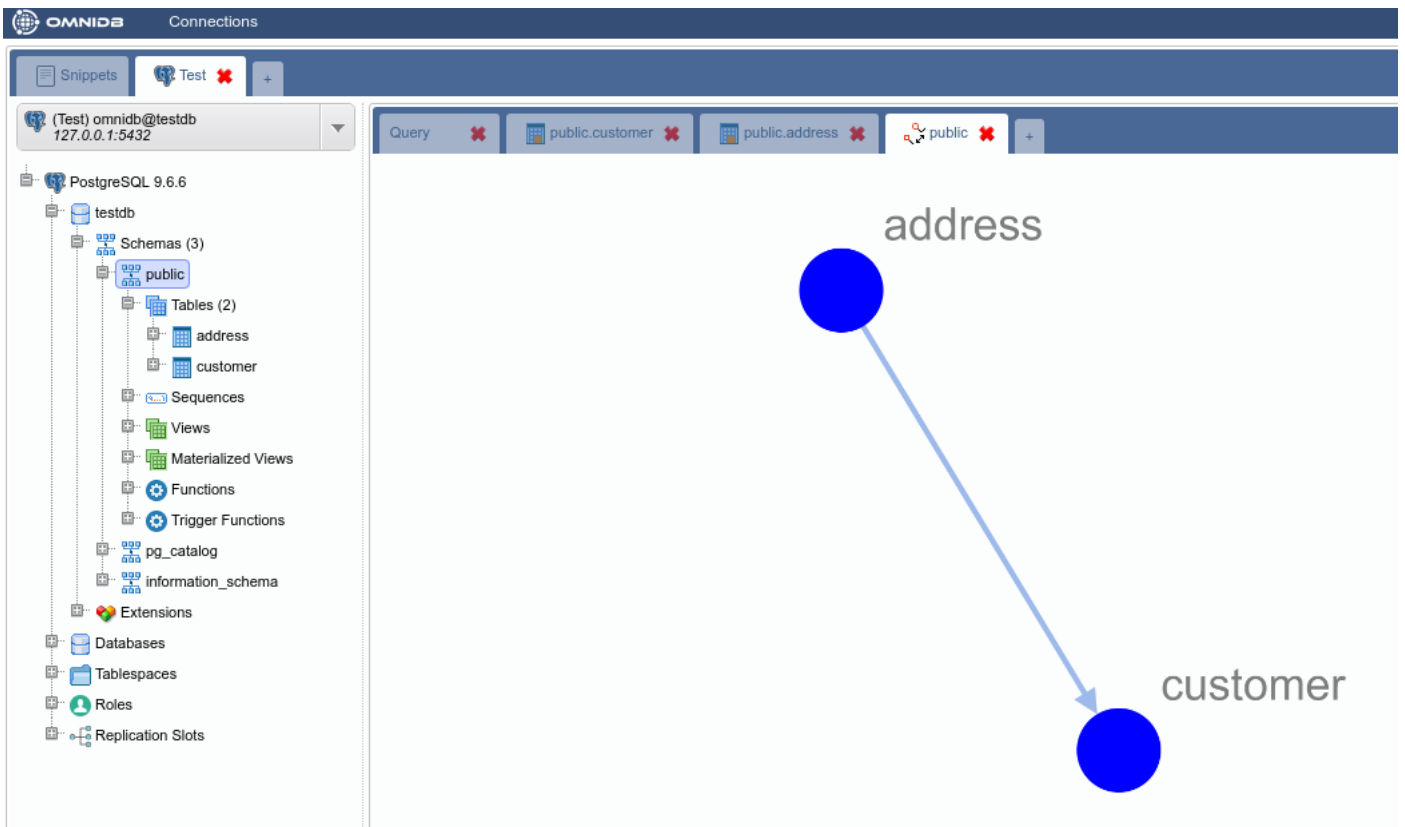 OMNIDB Connections
Snippets Test +
(Test) omnidb@testdb
127.0.0.1:5432
Query public.customer public.address public +
PostgreSQL 9.6.6
testdb
Schemas (3)
public
Tables (2)
address
customer
Sequences
Views
Materialized Views
Functions
Trigger Functions
pg_catalog
information_schema
Extensions
Databases
Tablespaces
Roles
Replication Slots
address
customer